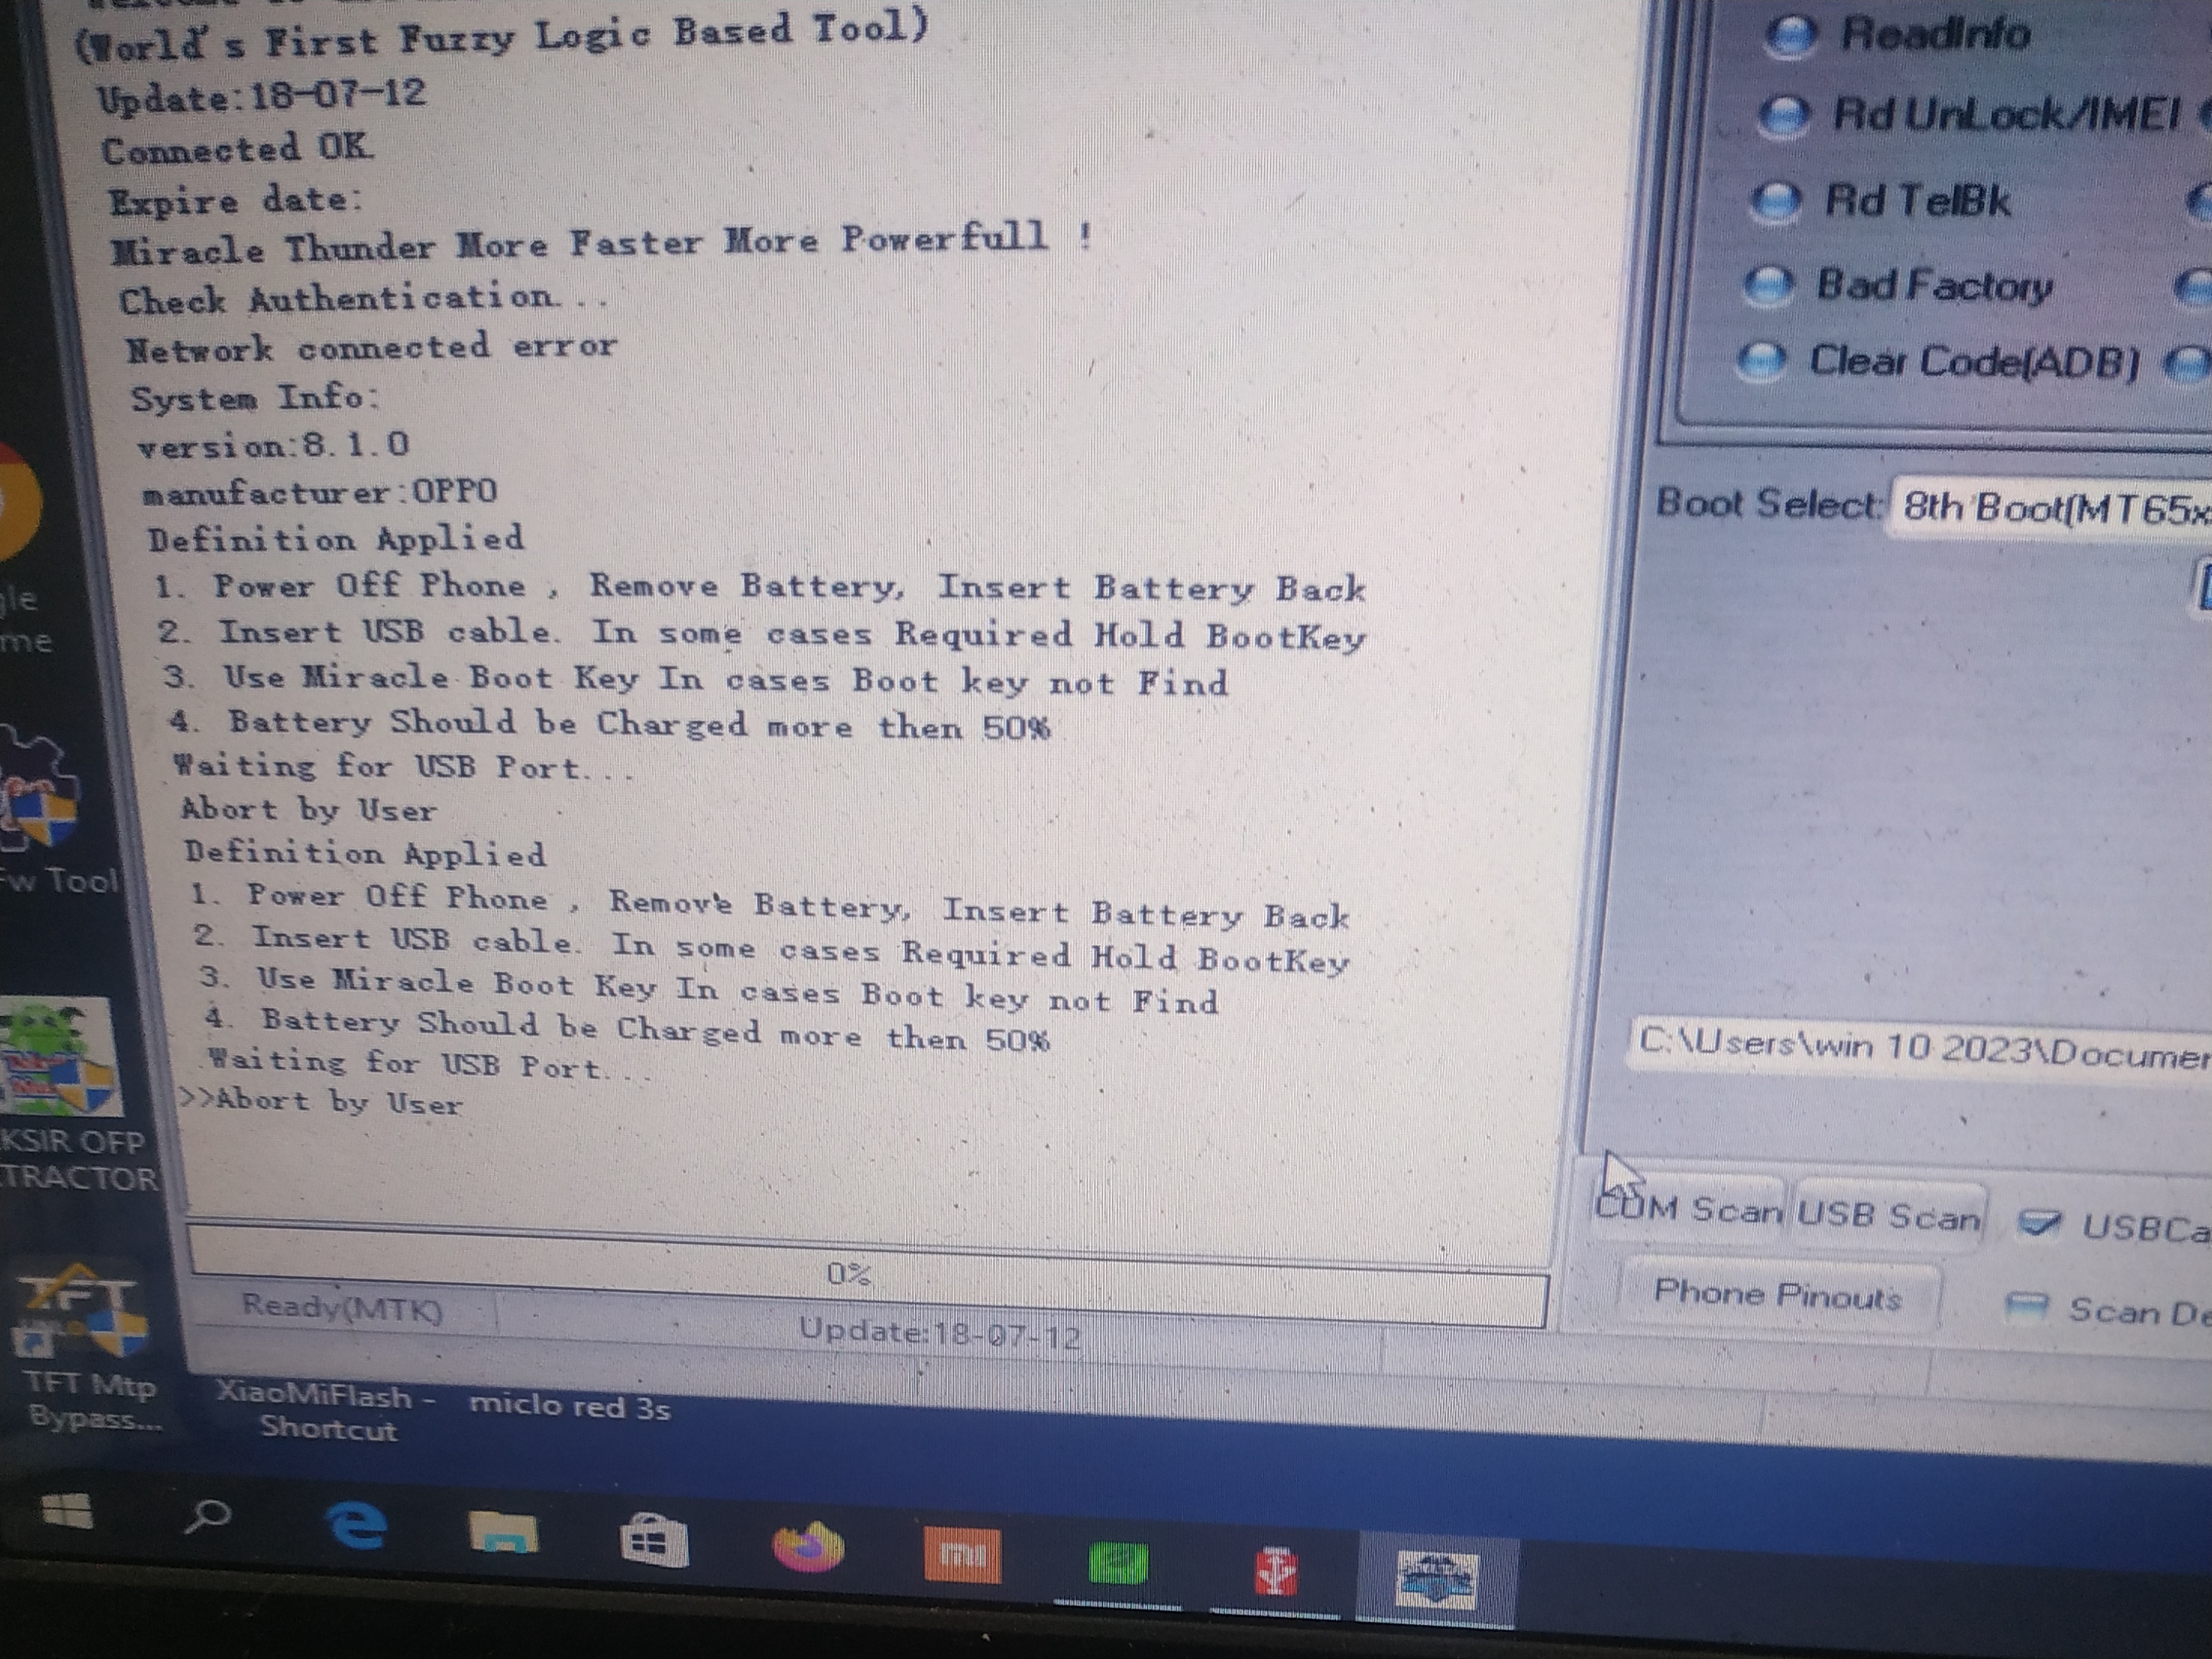 (World's First Fuzzy Logic Based Tool)
Update:18-07-12
Connected OK.
Expire date:
Miracle Thunder More Faster More Powerfull !
Check Authentication...
Network connected error
System Info:
version:8.1.0
manufacturer:OPPO
Definition Applied
1. Power Off Phone , Remove Battery, Insert Battery Back
2. Insert USB cable. In some cases Required Hold BootKey
3. Use Miracle Boot Key In cases Boot key not Find
4. Battery Should be Charged more then 50%
Waiting for USB Port...
Abort by User
Definition Applied
1. Power Off Phone , Remove Battery, Insert Battery Back
2. Insert USB cable. In some cases Required Hold BootKey
3. Use Miracle Boot Key In cases Boot key not Find
4. Battery Should be Charged more then 50%
Waiting for USB Port...
>>Abort by User
0%
Ready(MTK)
Update:18-07-12
ReadInfo
Rd UnLock/IMEI
Rd TelBk
Bad Factory
Clear Code(ADB)
Boot Select: 8th Boot(MT65x
C:\Users\win 10 2023\Documen
COM Scan
USB Scan
USBCa
Phone Pinouts
Scan De
gle
me
Fw Tool
KSIR OFP
TRACTOR
TFT
TFT Mtp
Bypass...
XiaoMiFlash -
Shortcut
miclo red 3s
mi